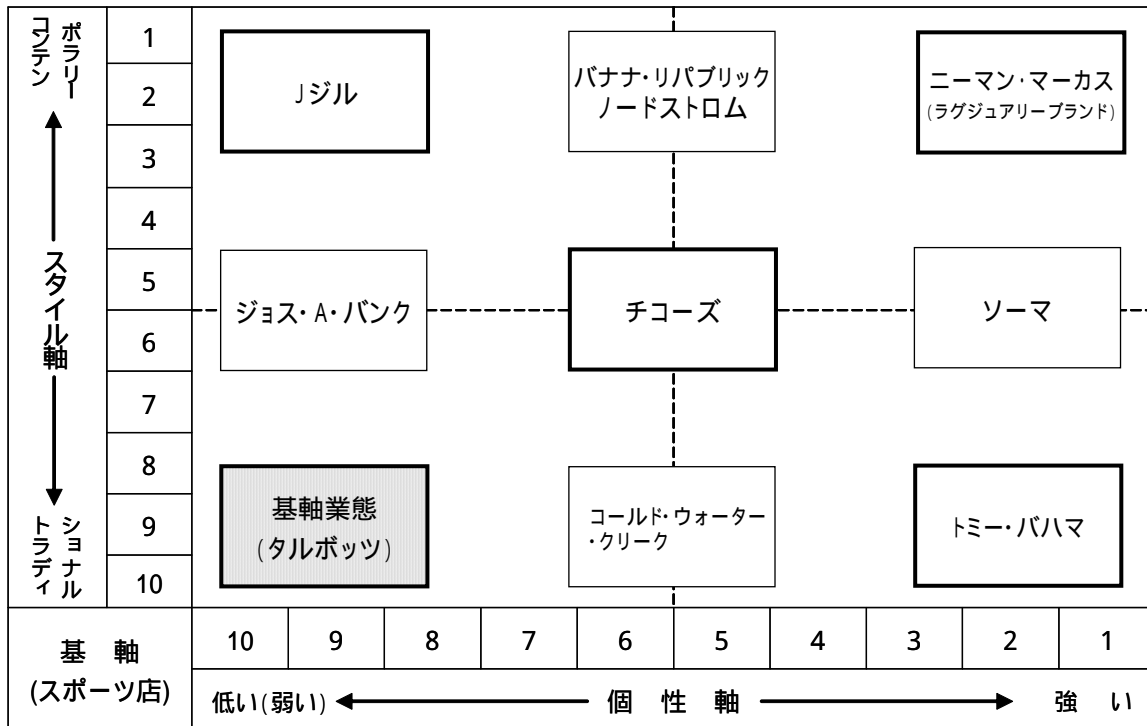 コンテン
ポラリー
スタイル軸
トラディ
ショナル
1
2
3
4
5
6
7
8
9
10
Jジル
バナナ・リパブリック
ノードストロム
ニーマン・マーカス
(ラグジュアリーブランド)
ジョス・A・バンク
チコーズ
ソーマ
基軸業態
(タルボッツ)
コールド・ウォーター
・クリーク
トミー・バハマ
基 軸
(スポーツ店)
10 9 8 7 6 5 4 3 2 1
低い(弱い) 個 性 軸 強 い